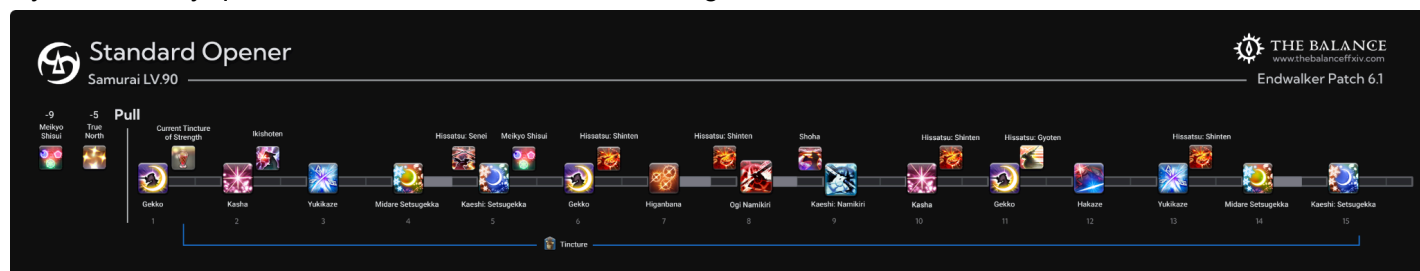 Standard Opener
Samurai LV.90
THE BALANCE
www.thebalanceffxiv.com
Endwalker Patch 6.1
-9
Meikyo
Shisui
-5
True
North
Pull
Current Tincture
of Strength
Ikishoten
Hissatsu: Senei
Meikyo Shisui
Hissatsu: Shinten
Hissatsu: Shinten
Shoha
Hissatsu: Shinten
Hissatsu: Gyoten
Hissatsu: Shinten
Gekko
Kasha
Yukikaze
Midare Setsugekka
Kaeshi: Setsugekka
Gekko
Higanbana
Ogi Namikiri
Kaeshi: Namikiri
Kasha
Gekko
Hakaze
Yukikaze
Midare Setsugekka
Kaeshi: Setsugekka
1
2
3
4
5
6
7
8
9
10
11
12
13
14
15
Tincture